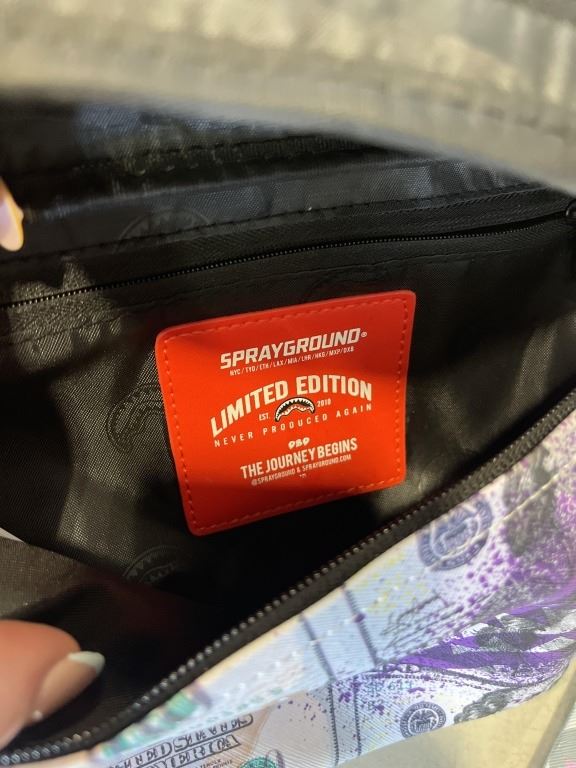 SPRAYGROUND®
NYC/TYO/ETH/LAX/MIA/LHR/HKG/MXP/DXB
LIMITED EDITION
EST. 2010
NEVER PRODUCED AGAIN
THE JOURNEY BEGINS
@SPRAYGROUND & SPRAYGROUND.COM